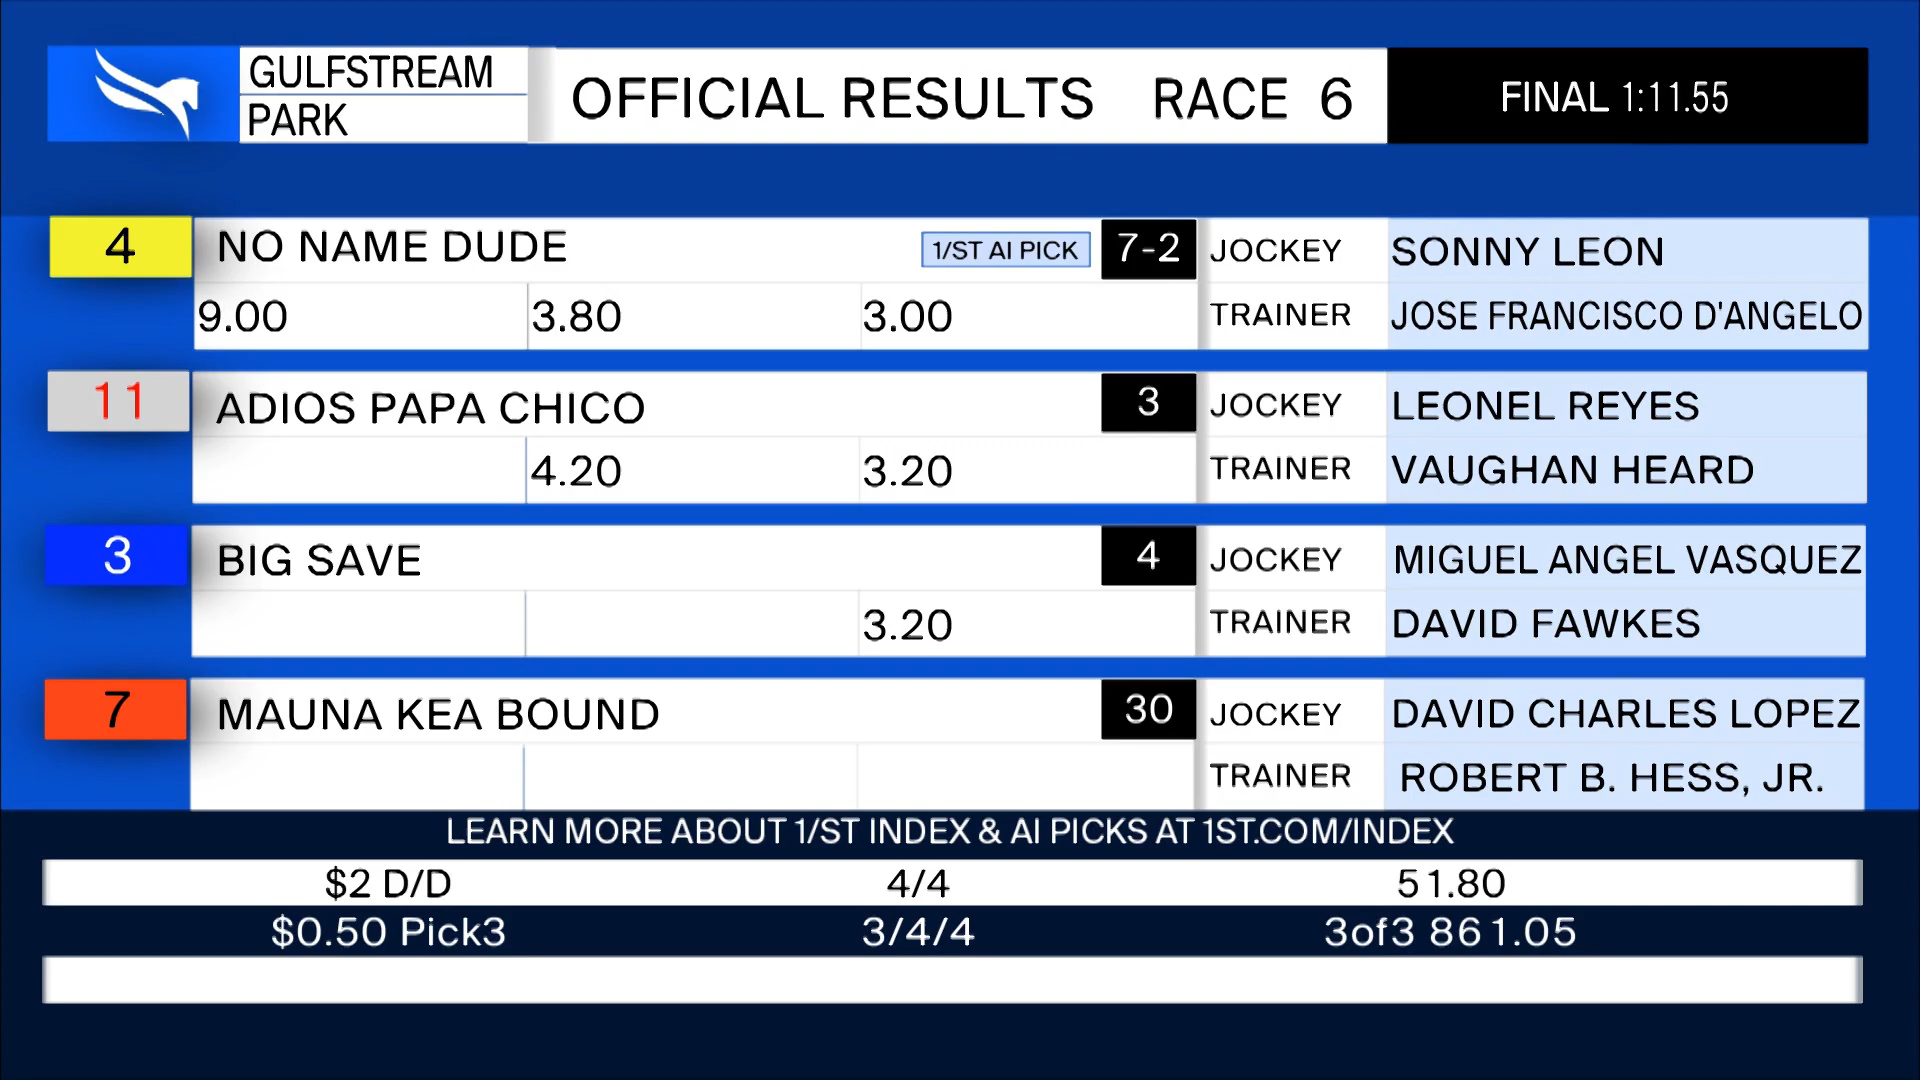 GULFSTREAM
PARK
OFFICIAL RESULTS RACE 6
FINAL 1:11.55
4 NO NAME DUDE 1/ST AI PICK 7-2 JOCKEY SONNY LEON
9.00 3.80 3.00 TRAINER JOSE FRANCISCO D'ANGELO
11 ADIOS PAPA CHICO 3 JOCKEY LEONEL REYES
4.20 3.20 TRAINER VAUGHAN HEARD
3 BIG SAVE 4 JOCKEY MIGUEL ANGEL VASQUEZ
3.20 TRAINER DAVID FAWKES
7 MAUNA KEA BOUND 30 JOCKEY DAVID CHARLES LOPEZ
TRAINER ROBERT B. HESS, JR.
LEARN MORE ABOUT 1/ST INDEX & AI PICKS AT 1ST.COM/INDEX
$2 D/D 4/4 51.80
$0.50 Pick3 3/4/4 3of3 861.05